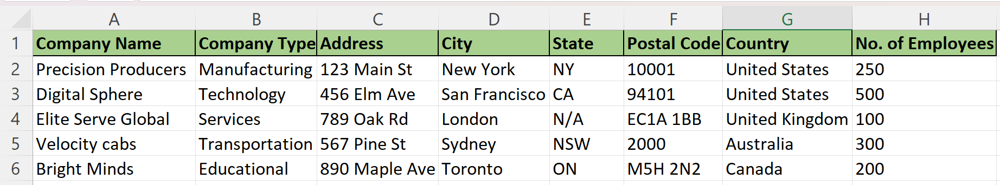 A B C D E F G H
1 Company Name Company Type Address City State Postal Code Country No. of Employees
2 Precision Producers Manufacturing 123 Main St New York NY 10001 United States 250
3 Digital Sphere Technology 456 Elm Ave San Francisco CA 94101 United States 500
4 Elite Serve Global Services 789 Oak Rd London N/A EC1A 1BB United Kingdom 100
5 Velocity cabs Transportation 567 Pine St Sydney NSW 2000 Australia 300
6 Bright Minds Educational 890 Maple Ave Toronto ON M5H 2N2 Canada 200